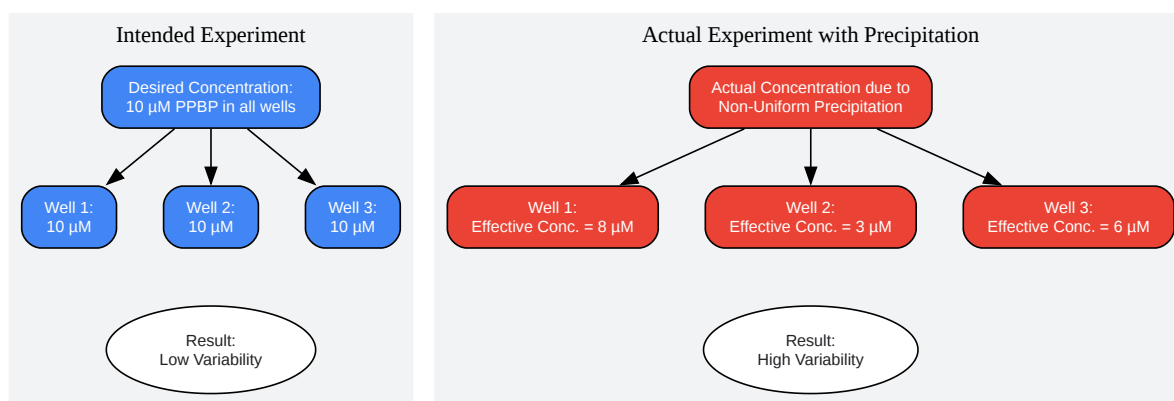 Intended Experiment
Desired Concentration:
10 µM PPBP in all wells
Well 1:
10 µM
Well 2:
10 µM
Well 3:
10 µM
Result:
Low Variability
Actual Experiment with Precipitation
Actual Concentration due to
Non-Uniform Precipitation
Well 1:
Effective Conc. = 8 µM
Well 2:
Effective Conc. = 3 µM
Well 3:
Effective Conc. = 6 µM
Result:
High Variability